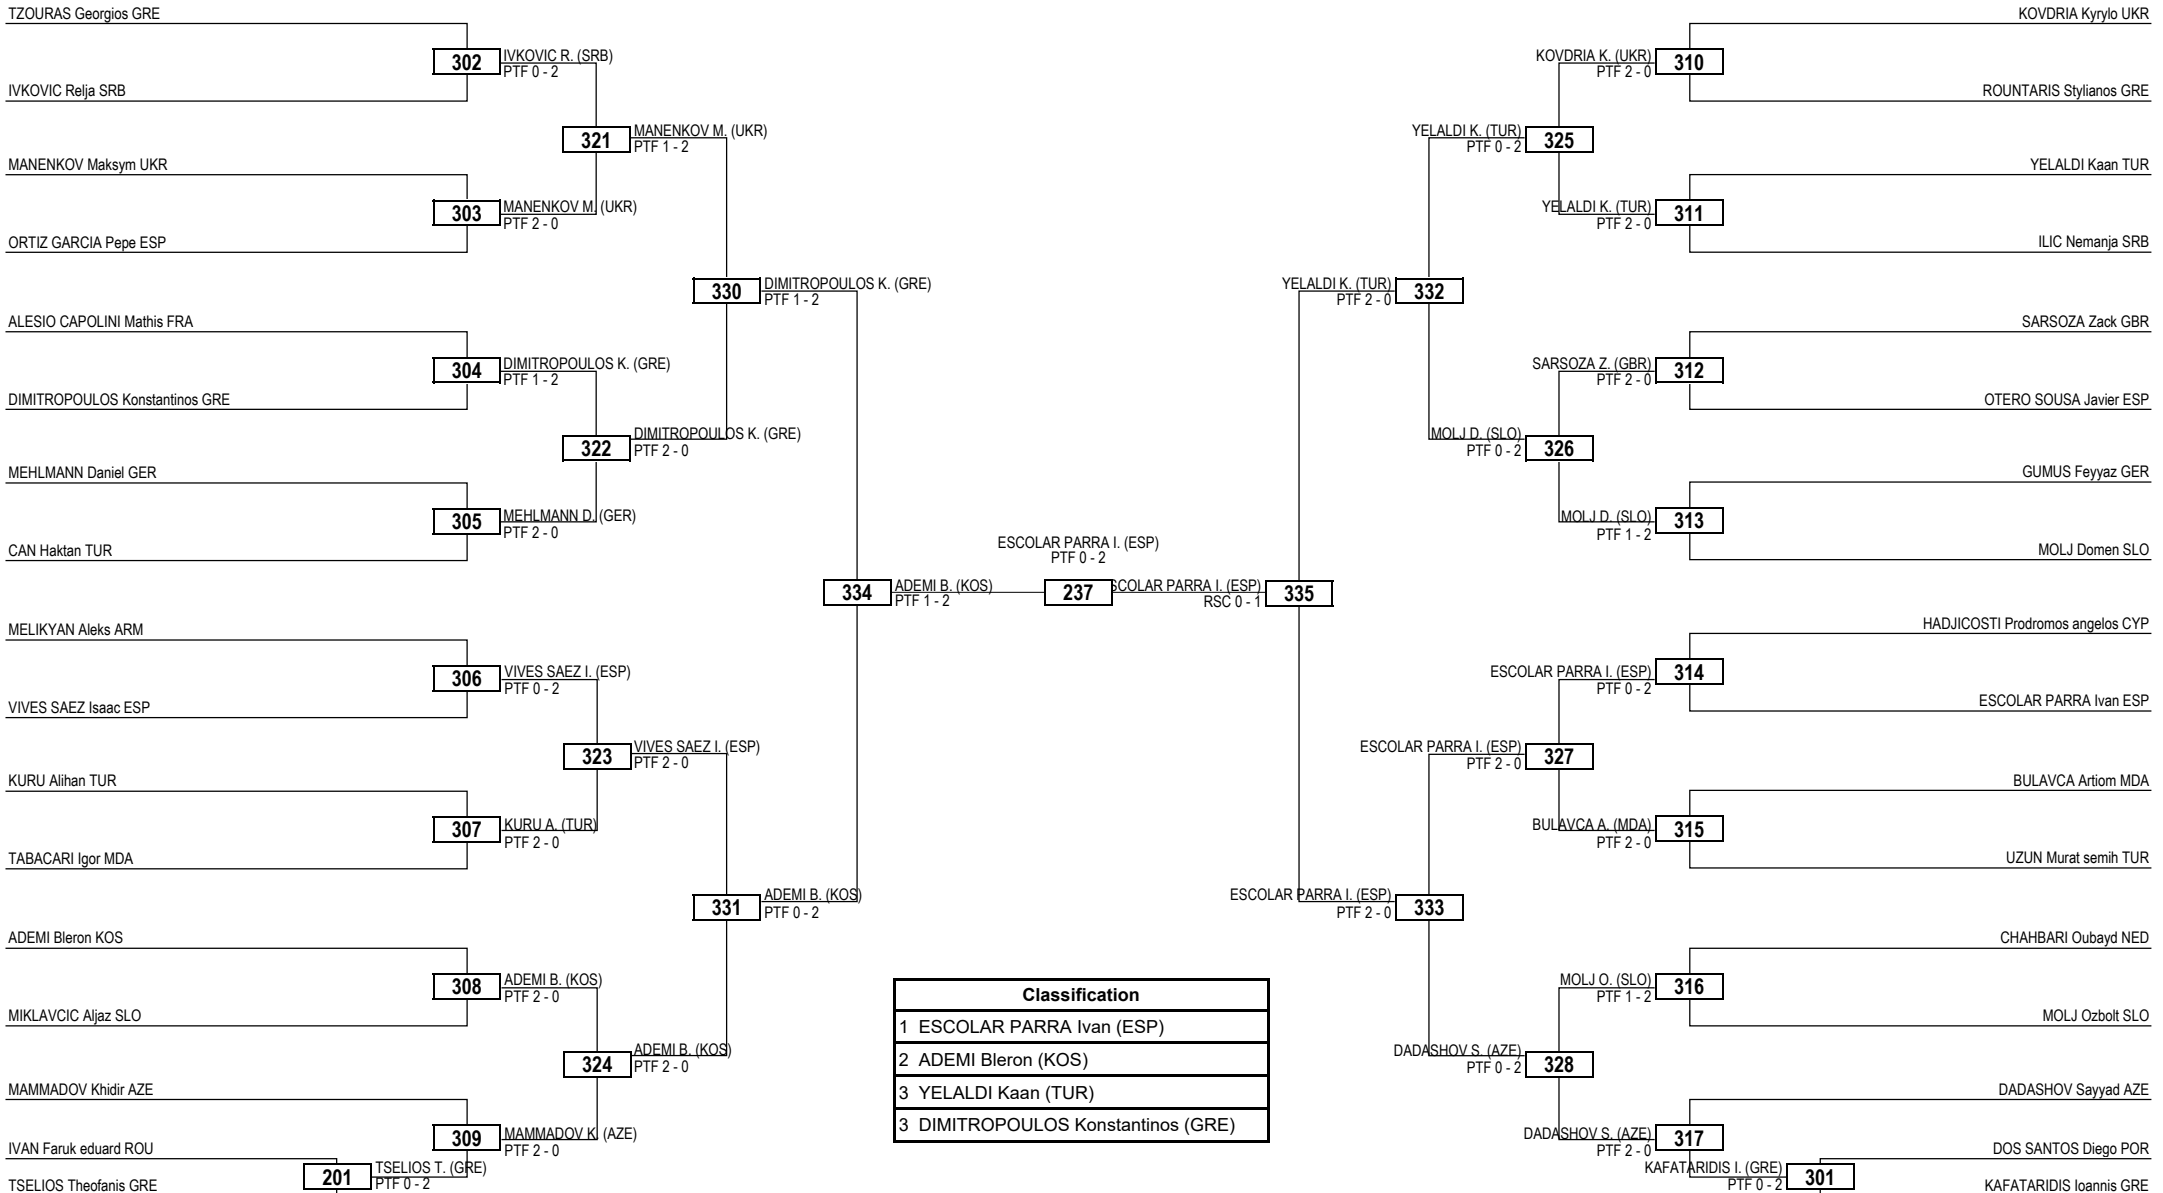 TZOURAS Georgios GRE
302
IVKOVIC R. (SRB)
PTF 0 - 2
IVKOVIC Relja SRB
321
MANENKOV M. (UKR)
PTF 1 - 2
MANENKOV Maksym UKR
303
MANENKOV M. (UKR)
PTF 2 - 0
ORTIZ GARCIA Pepe ESP
330
DIMITROPOULOS K. (GRE)
PTF 1 - 2
ALESIO CAPOLINI Mathis FRA
304
DIMITROPOULOS K. (GRE)
PTF 1 - 2
DIMITROPOULOS Konstantinos GRE
322
DIMITROPOULOS K. (GRE)
PTF 2 - 0
MEHLMANN Daniel GER
305
MEHLMANN D. (GER)
PTF 2 - 0
CAN Haktan TUR
334
ADEMI B. (KOS)
PTF 1 - 2
MELIKYAN Aleks ARM
306
VIVES SAEZ I. (ESP)
PTF 0 - 2
VIVES SAEZ Isaac ESP
323
VIVES SAEZ I. (ESP)
PTF 2 - 0
KURU Alihan TUR
307
KURU A. (TUR)
PTF 2 - 0
TABACARI Igor MDA
331
ADEMI B. (KOS)
PTF 0 - 2
ADEMI Bleron KOS
308
ADEMI B. (KOS)
PTF 2 - 0
MIKLAVCIC Aljaz SLO
324
ADEMI B. (KOS)
PTF 2 - 0
MAMMADOV Khidir AZE
309
MAMMADOV K. (AZE)
PTF 2 - 0
IVAN Faruk eduard ROU
201
TSELIOS T. (GRE)
PTF 0 - 2
TSELIOS Theofanis GRE
ESCOLAR PARRA I. (ESP)
PTF 0 - 2
237
KOVDRIA Kyrylo UKR
KOVDRIA K. (UKR)
PTF 2 - 0
310
ROUNTARIS Stylianos GRE
YELALDI K. (TUR)
PTF 0 - 2
325
YELALDI Kaan TUR
YELALDI K. (TUR)
PTF 2 - 0
311
ILIC Nemanja SRB
YELALDI K. (TUR)
PTF 2 - 0
332
SARSOZA Zack GBR
SARSOZA Z. (GBR)
PTF 2 - 0
312
OTERO SOUSA Javier ESP
MOLJ D. (SLO)
PTF 0 - 2
326
GUMUS Feyyaz GER
MOLJ D. (SLO)
PTF 1 - 2
313
MOLJ Domen SLO
SCOLAR PARRA I. (ESP)
RSC 0 - 1
335
HADJICOSTI Prodromos angelos CYP
ESCOLAR PARRA I. (ESP)
PTF 0 - 2
314
ESCOLAR PARRA Ivan ESP
ESCOLAR PARRA I. (ESP)
PTF 2 - 0
327
BULAVCA Artiom MDA
BULAVCA A. (MDA)
PTF 2 - 0
315
UZUN Murat semih TUR
ESCOLAR PARRA I. (ESP)
PTF 2 - 0
333
CHAHBARI Oubayd NED
MOLJ O. (SLO)
PTF 1 - 2
316
MOLJ Ozbolt SLO
DADASHOV S. (AZE)
PTF 0 - 2
328
DADASHOV Sayyad AZE
DADASHOV S. (AZE)
PTF 2 - 0
317
DOS SANTOS Diego POR
KAFATARIDIS I. (GRE)
PTF 0 - 2
301
KAFATARIDIS Ioannis GRE
Classification
1 ESCOLAR PARRA Ivan (ESP)
2 ADEMI Bleron (KOS)
3 YELALDI Kaan (TUR)
3 DIMITROPOULOS Konstantinos (GRE)